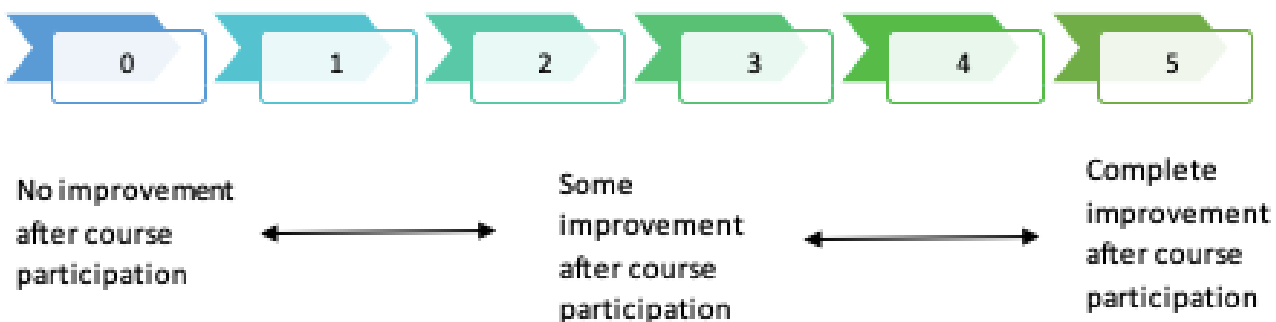 0 1 2 3 4 5
No improvement
after course
participation
Some
improvement
after course
participation
Complete
improvement
after course
participation